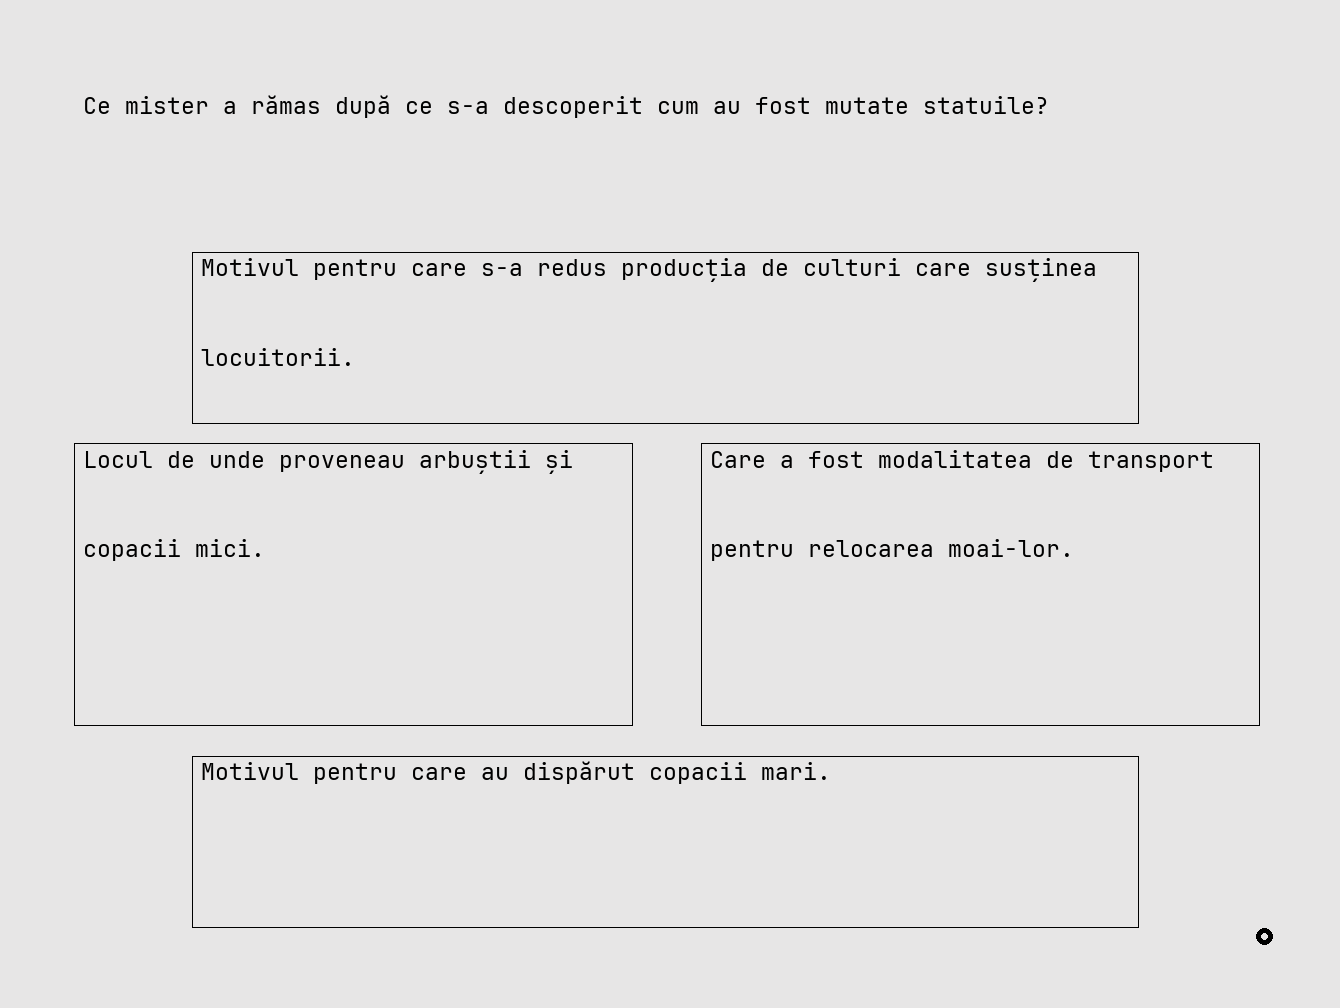 Ce mister a rămas după ce s-a descoperit cum au fost mutate statuile?
Motivul pentru care s-a redus producția de culturi care susținea
locuitorii.
Locul de unde proveneau arbuștii și
copacii mici.
Care a fost modalitatea de transport
pentru relocarea moai-lor.
Motivul pentru care au dispărut copacii mari.